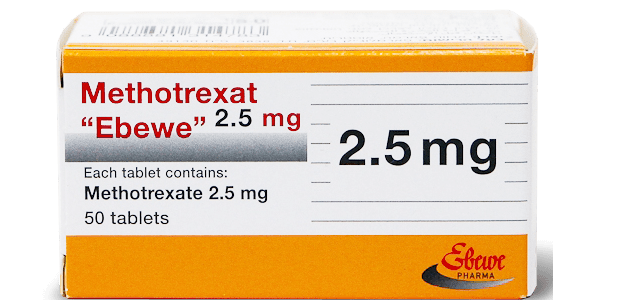 Methotrexat
“Ebewe” 2.5 mg
Each tablet contains:
Methotrexate 2.5 mg
50 tablets
2.5 mg
Ebewe
PHARMA